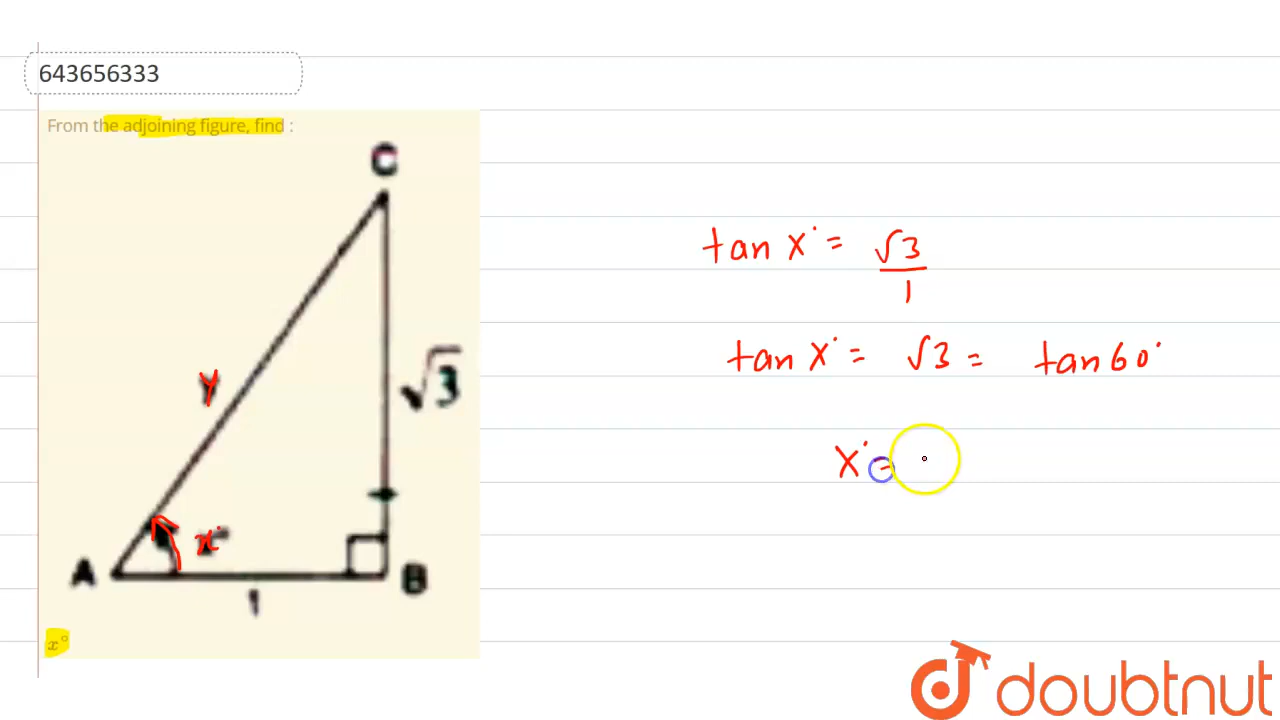 643656333
From the adjoining figure, find :
C
tan x° = √3/1
y
√3
tan x° = √3 = tan 60°
x° =
x°
A
B
1
x°
doubtnut